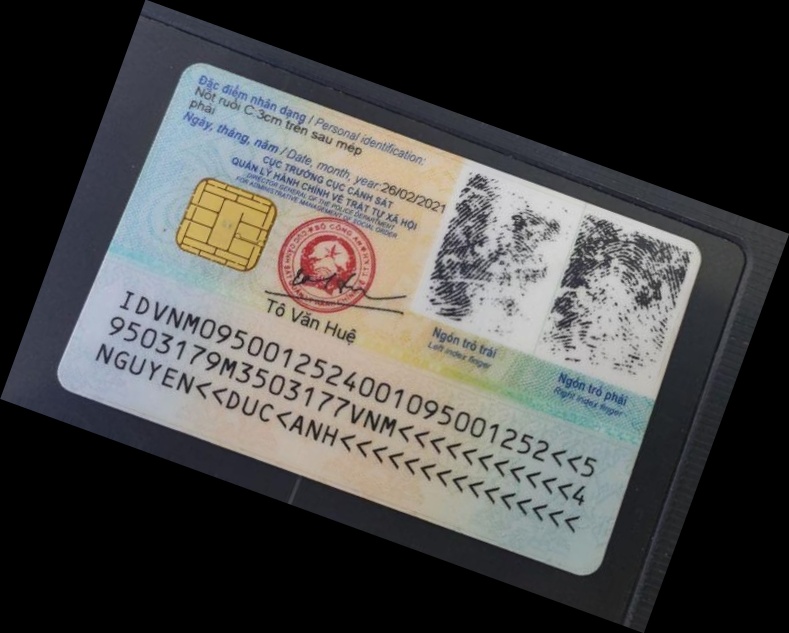 Đặc điểm nhân dạng / Personal identification:
Nốt ruồi C:3cm trên sau mép
phải
Ngày, tháng, năm / Date, month, year: 26/02/2021
CỤC TRƯỞNG CỤC CẢNH SÁT
QUẢN LÝ HÀNH CHÍNH VỀ TRẬT TỰ XÃ HỘI
DIRECTOR GENERAL OF THE POLICE DEPARTMENT
FOR ADMINISTRATIVE MANAGEMENT OF SOCIAL ORDER
BỘ CÔNG AN
Tô Văn Huệ
Ngón trỏ trái
Left index finger
Ngón trỏ phải
Right index finger
IDVNM0950012524001095001252<<5
9503179M3503177VNM<<<<<<<<<<<4
NGUYEN<<DUC<ANH<<<<<<<<<<<<<<<